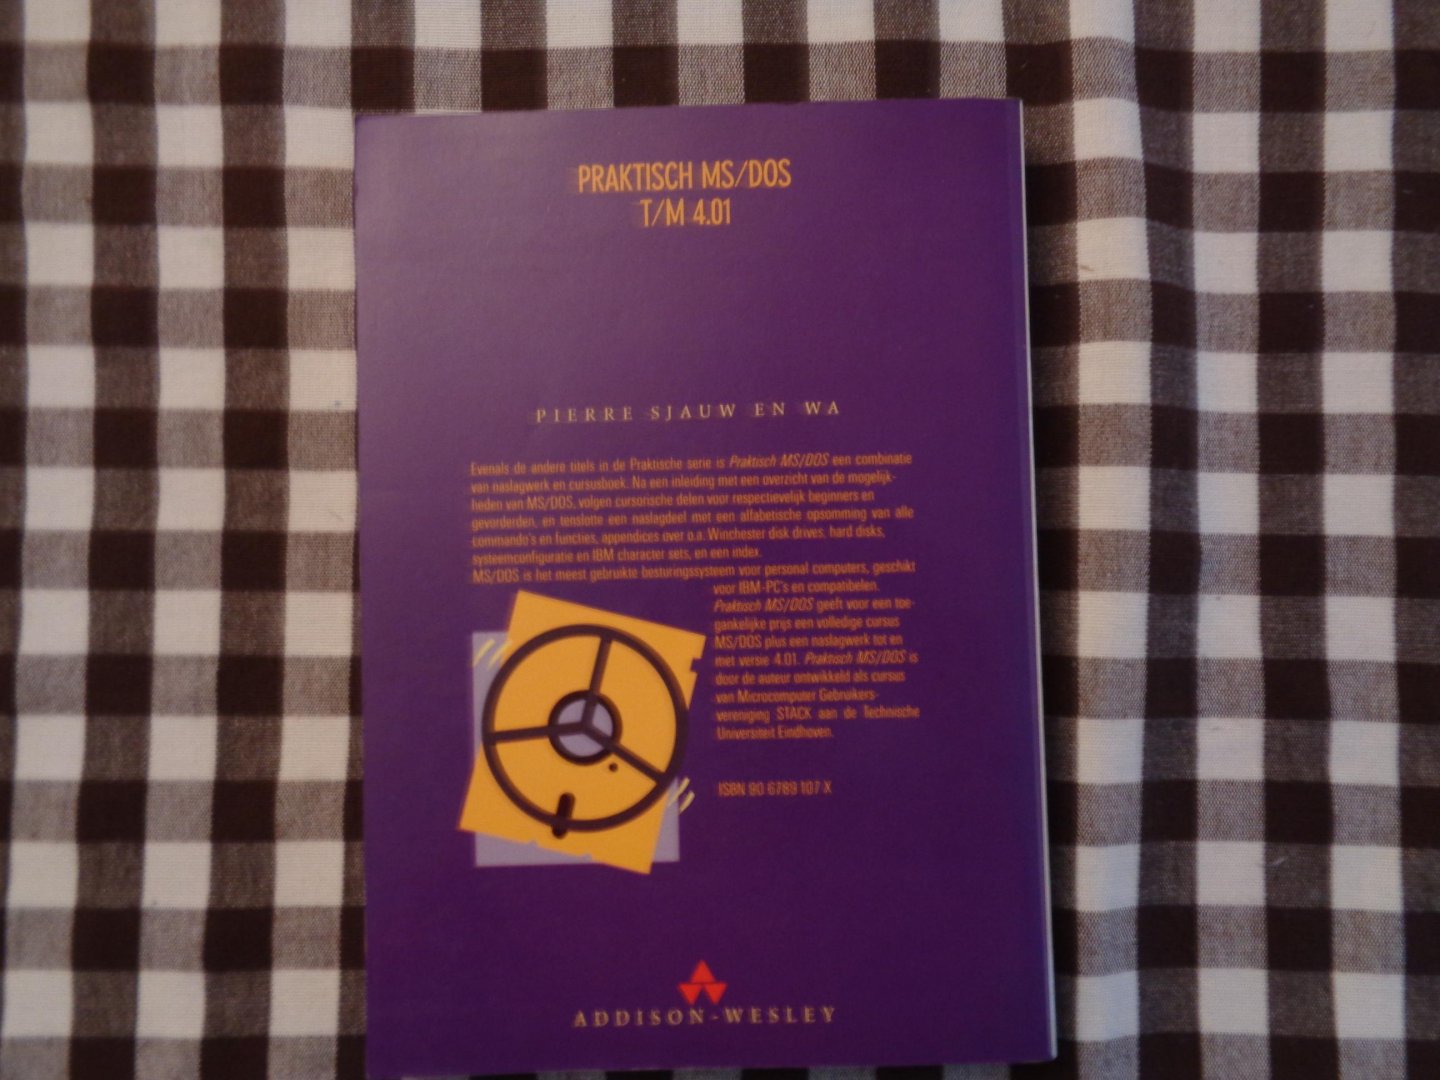 PRAKTISCH MS/DOS
T/M 4.01
PIERRE SJAUW EN WA
Evenals de andere titels in de Praktische serie is Praktisch MS/DOS een combinatie
van naslagwerk en cursusboek. Na een inleiding met een overzicht van de mogelijk-
heden van MS/DOS, volgen cursorische delen voor respectievelijk beginners en
gevorderden, en tenslotte een naslagdeel met een alfabetische opsomming van alle
commando's en functies, appendices over o.a. Winchester disk drives, hard disks,
systeemconfiguratie en IBM character sets, en een index.
MS/DOS is het meest gebruikte besturingssysteem voor personal computers, geschikt
voor IBM-PC's en compatibelen.
Praktisch MS/DOS geeft voor een toe-
gankelijke prijs een volledige cursus
MS/DOS plus een naslagwerk tot en
met versie 4.01. Praktisch MS/DOS is
door de auteur ontwikkeld als cursus
van Microcomputer Gebruikers-
vereniging STACK aan de Technische
Universiteit Eindhoven.
ISBN 90 6789 107 X
ADDISON-WESLEY